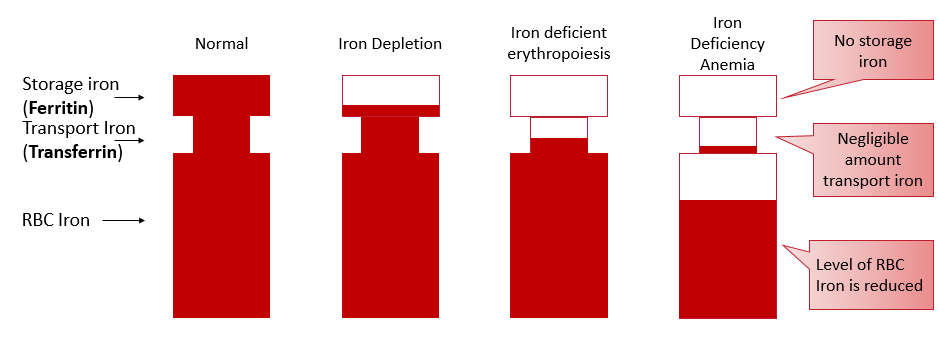 Normal
Iron Depletion
Iron deficient
erythropoiesis
Iron
Deficiency
Anemia
No storage
iron
Storage iron
(Ferritin)
Transport Iron
(Transferrin)
Negligible
amount
transport iron
RBC Iron
Level of RBC
Iron is reduced